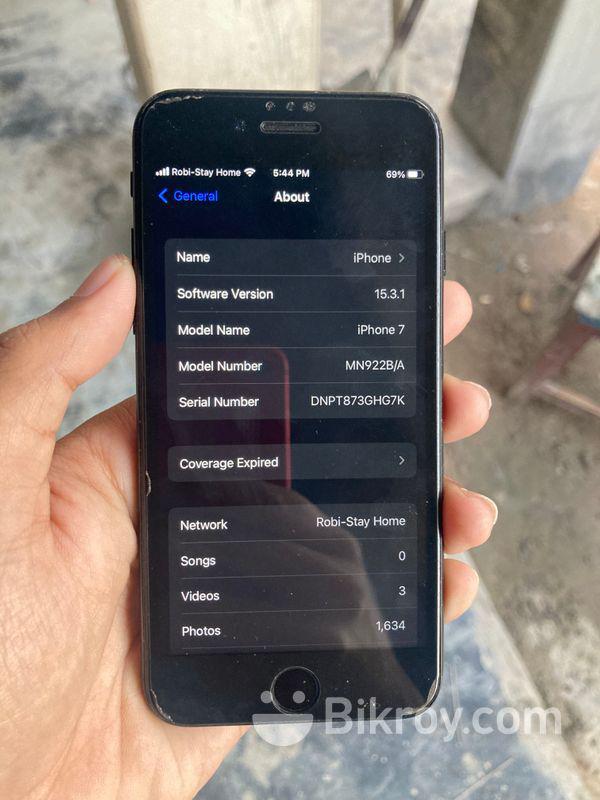 Robi-Stay Home 5:44 PM 69%
General About
Name iPhone
Software Version 15.3.1
Model Name iPhone 7
Model Number MN922B/A
Serial Number DNPT873GHG7K
Coverage Expired
Network Robi-Stay Home
Songs 0
Videos 3
Photos 1,634
Bikroy.com